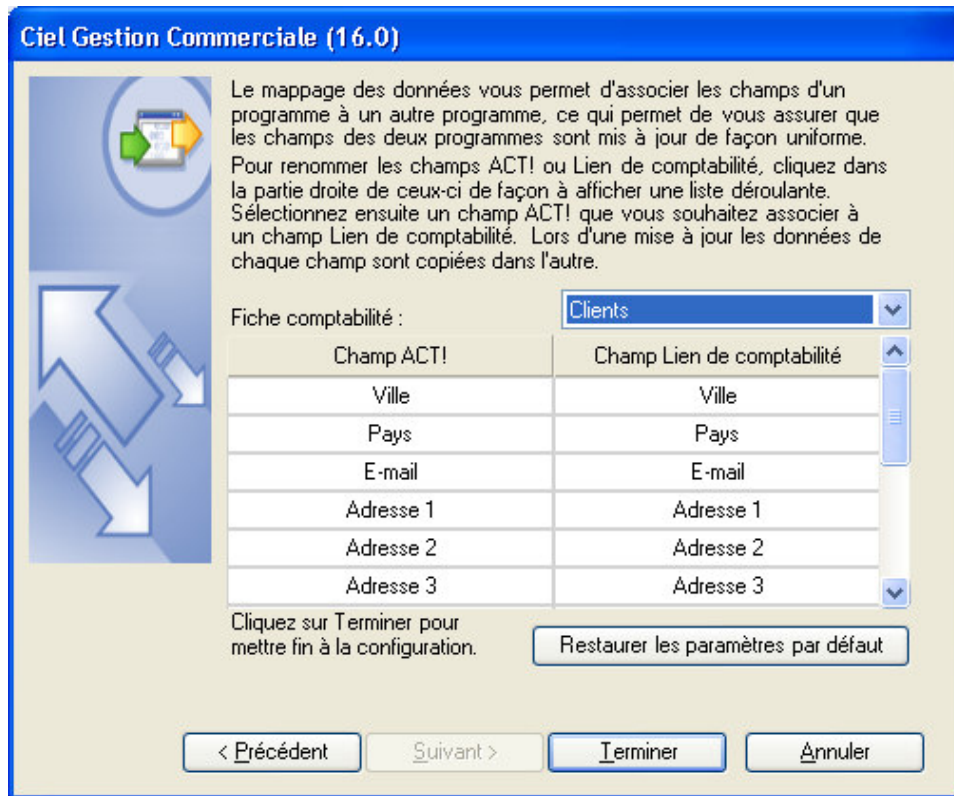 Ciel Gestion Commerciale (16.0)
Le mappage des données vous permet d'associer les champs d'un
programme à un autre programme, ce qui permet de vous assurer que
les champs des deux programmes sont mis à jour de façon uniforme.
Pour renommer les champs ACT! ou Lien de comptabilité, cliquez dans
la partie droite de ceux-ci de façon à afficher une liste déroulante.
Sélectionnez ensuite un champ ACT! que vous souhaitez associer à
un champ Lien de comptabilité. Lors d'une mise à jour les données de
chaque champ sont copiées dans l'autre.
Fiche comptabilité : Clients
Champ ACT! Champ Lien de comptabilité
Ville Ville
Pays Pays
E-mail E-mail
Adresse 1 Adresse 1
Adresse 2 Adresse 2
Adresse 3 Adresse 3
Cliquez sur Terminer pour
mettre fin à la configuration.
Restaurer les paramètres par défaut
< Précédent Suivant > Terminer Annuler